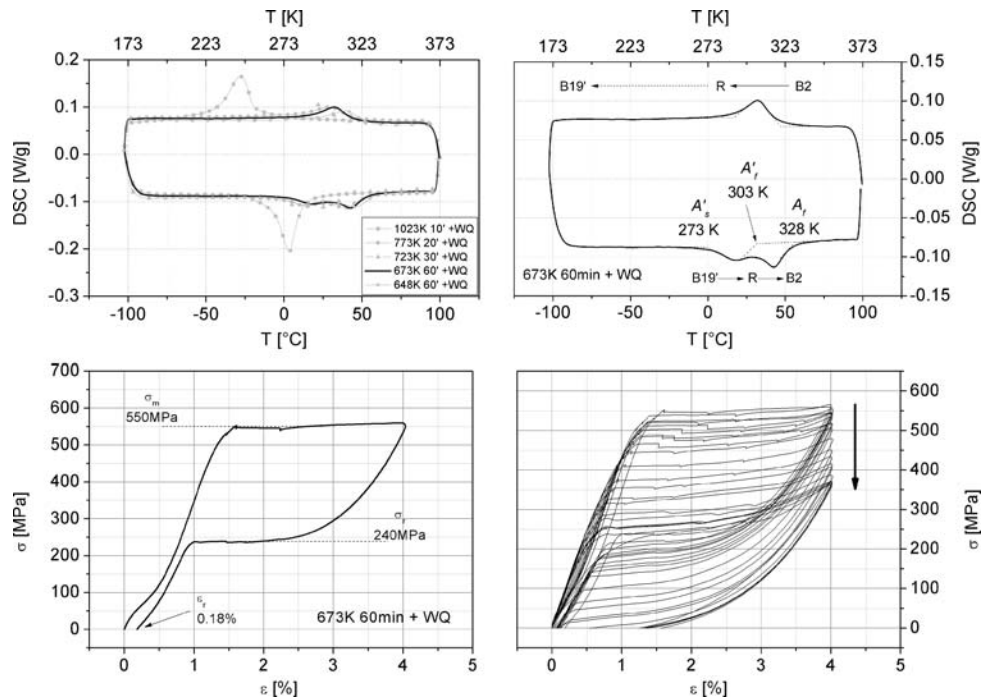 T [K]
173 223 273 323 373
0.2
0.1
0.0
-0.1
-0.2
-0.3
DSC [W/g]
1023K 10' +WQ
773K 20' +WQ
723K 30' +WQ
673K 60' +WQ
648K 60' +WQ
-100 -50 0 50 100
T [°C]
T [K]
173 223 273 323 373
B19' R B2
0.15
0.10
0.05
0.00
-0.05
-0.10
-0.15
DSC [W/g]
A'f
303 K
A's
273 K
Af
328 K
673K 60min + WQ
B19' R B2
-100 -50 0 50 100
T [°C]
700
600
500
400
300
200
100
0
σ [MPa]
σm
550MPa
σr
240MPa
εr
0.18%
673K 60min + WQ
0 1 2 3 4 5
ε [%]
600
500
400
300
200
100
0
σ [MPa]
0 1 2 3 4 5
ε [%]